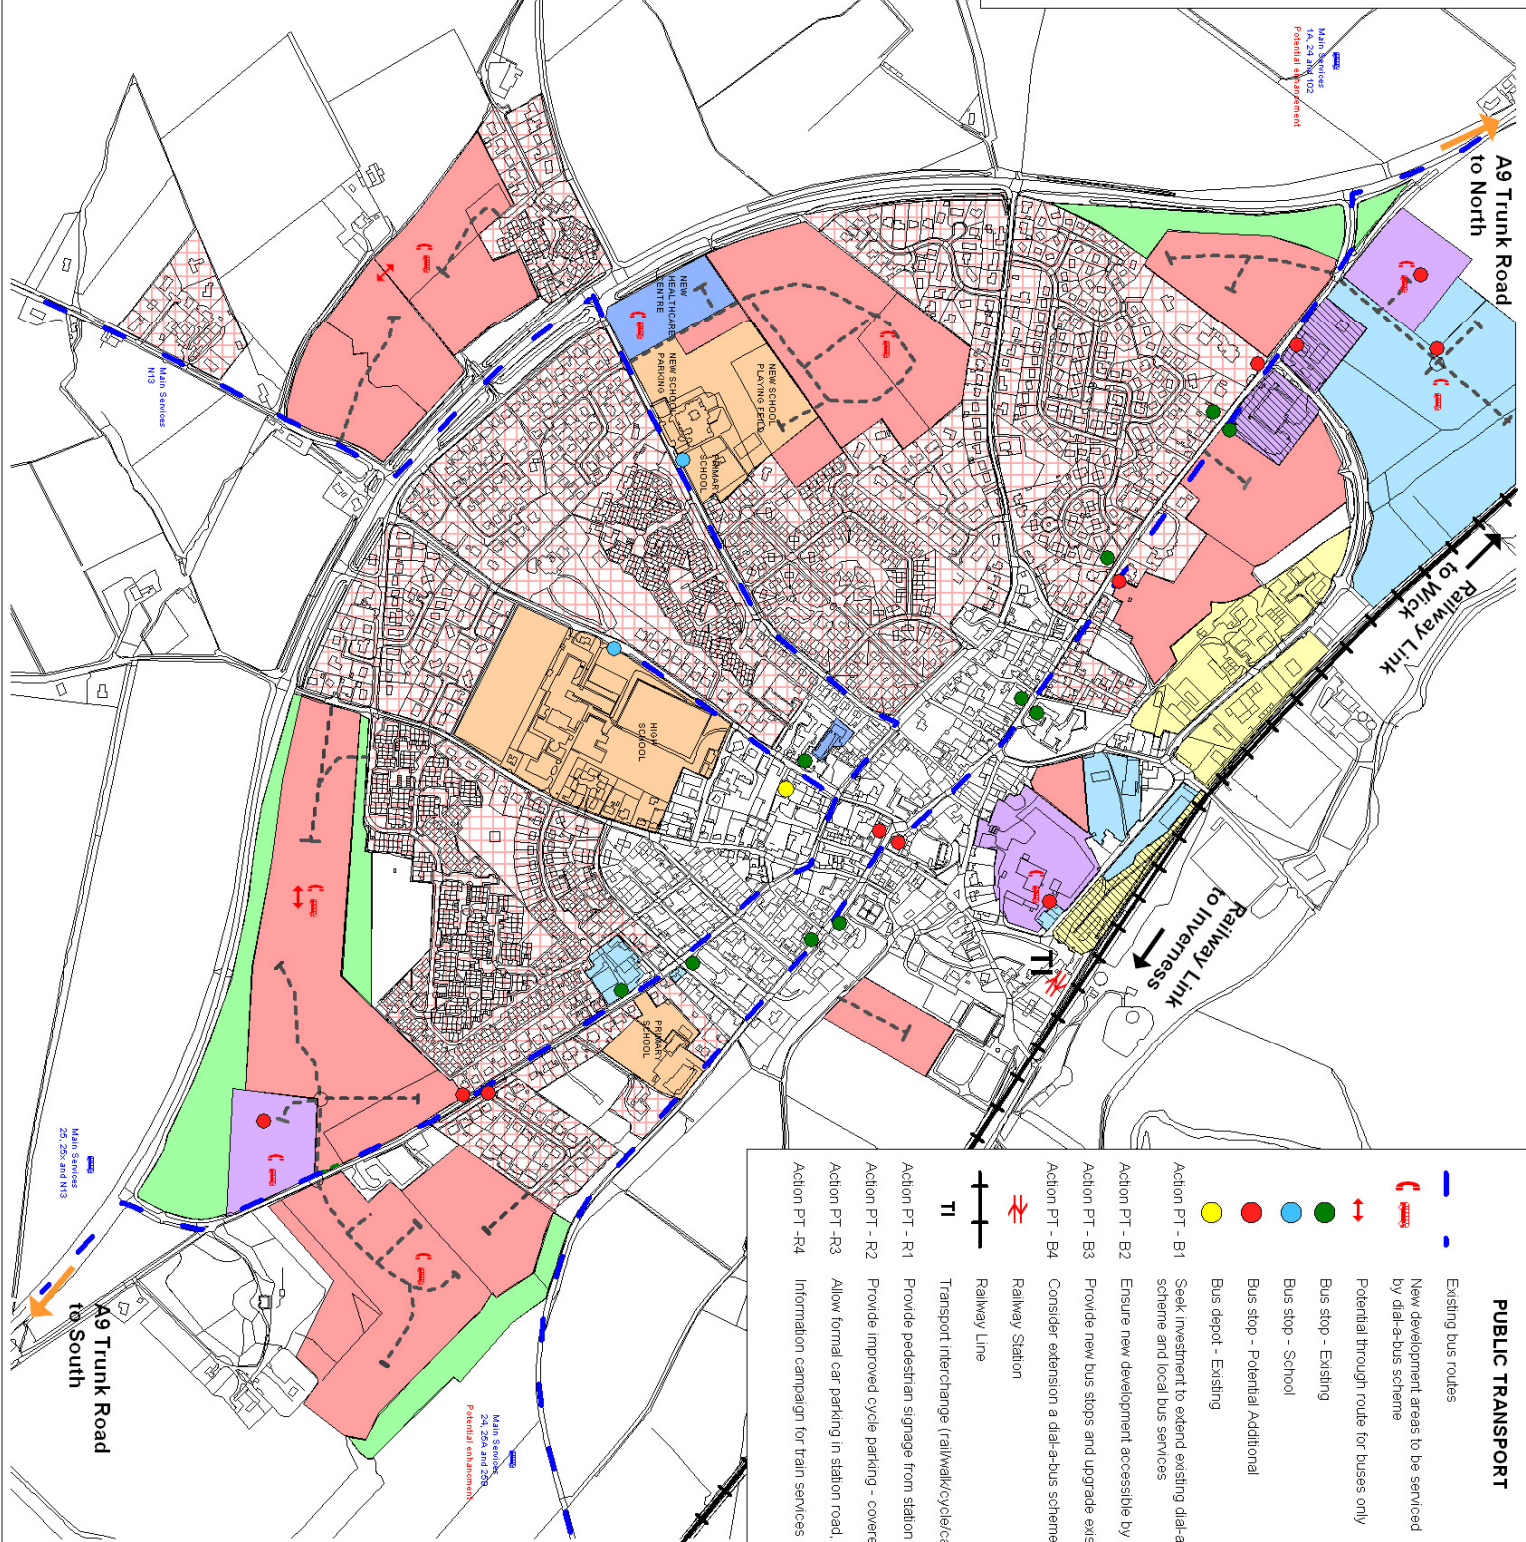 PUBLIC TRANSPORT
Existing bus routes
New development areas to be serviced
by dial-a-bus scheme
Potential through route for buses only
Bus stop - Existing
Bus stop - School
Bus stop - Potential Additional
Bus depot - Existing
Action PT - B1 Seek investment to extend existing dial-a
scheme and local bus services
Action PT - B2 Ensure new development accessible by
Action PT - B3 Provide new bus stops and upgrade exis
Action PT - B4 Consider extension a dial-a-bus scheme
Railway Station
Railway Line
TI Transport interchange (rail/walk/cycle/ca
Action PT - R1 Provide pedestrian signage from station
Action PT - R2 Provide improved cycle parking - covere
Action PT -R3 Allow formal car parking in station road,
Action PT -R4 Information campaign for train services
A9 Trunk Road
to North
Railway Link
to Wick
Railway Link
to Inverness
TI
A9 Trunk Road
to South
Main Services
1A, 24 and 102
Potential enhancement
Main Services
N13
Main Services
25, 25x and N13
Main Services
24, 25A and 25B
Potential enhancement
NEW
HEALTHCARE
CENTRE
NEW SCHOOL
PARKING
NEW SCHOOL
PLAYING FIELD
PRIMARY
SCHOOL
HIGH
SCHOOL
PRIMARY
SCHOOL